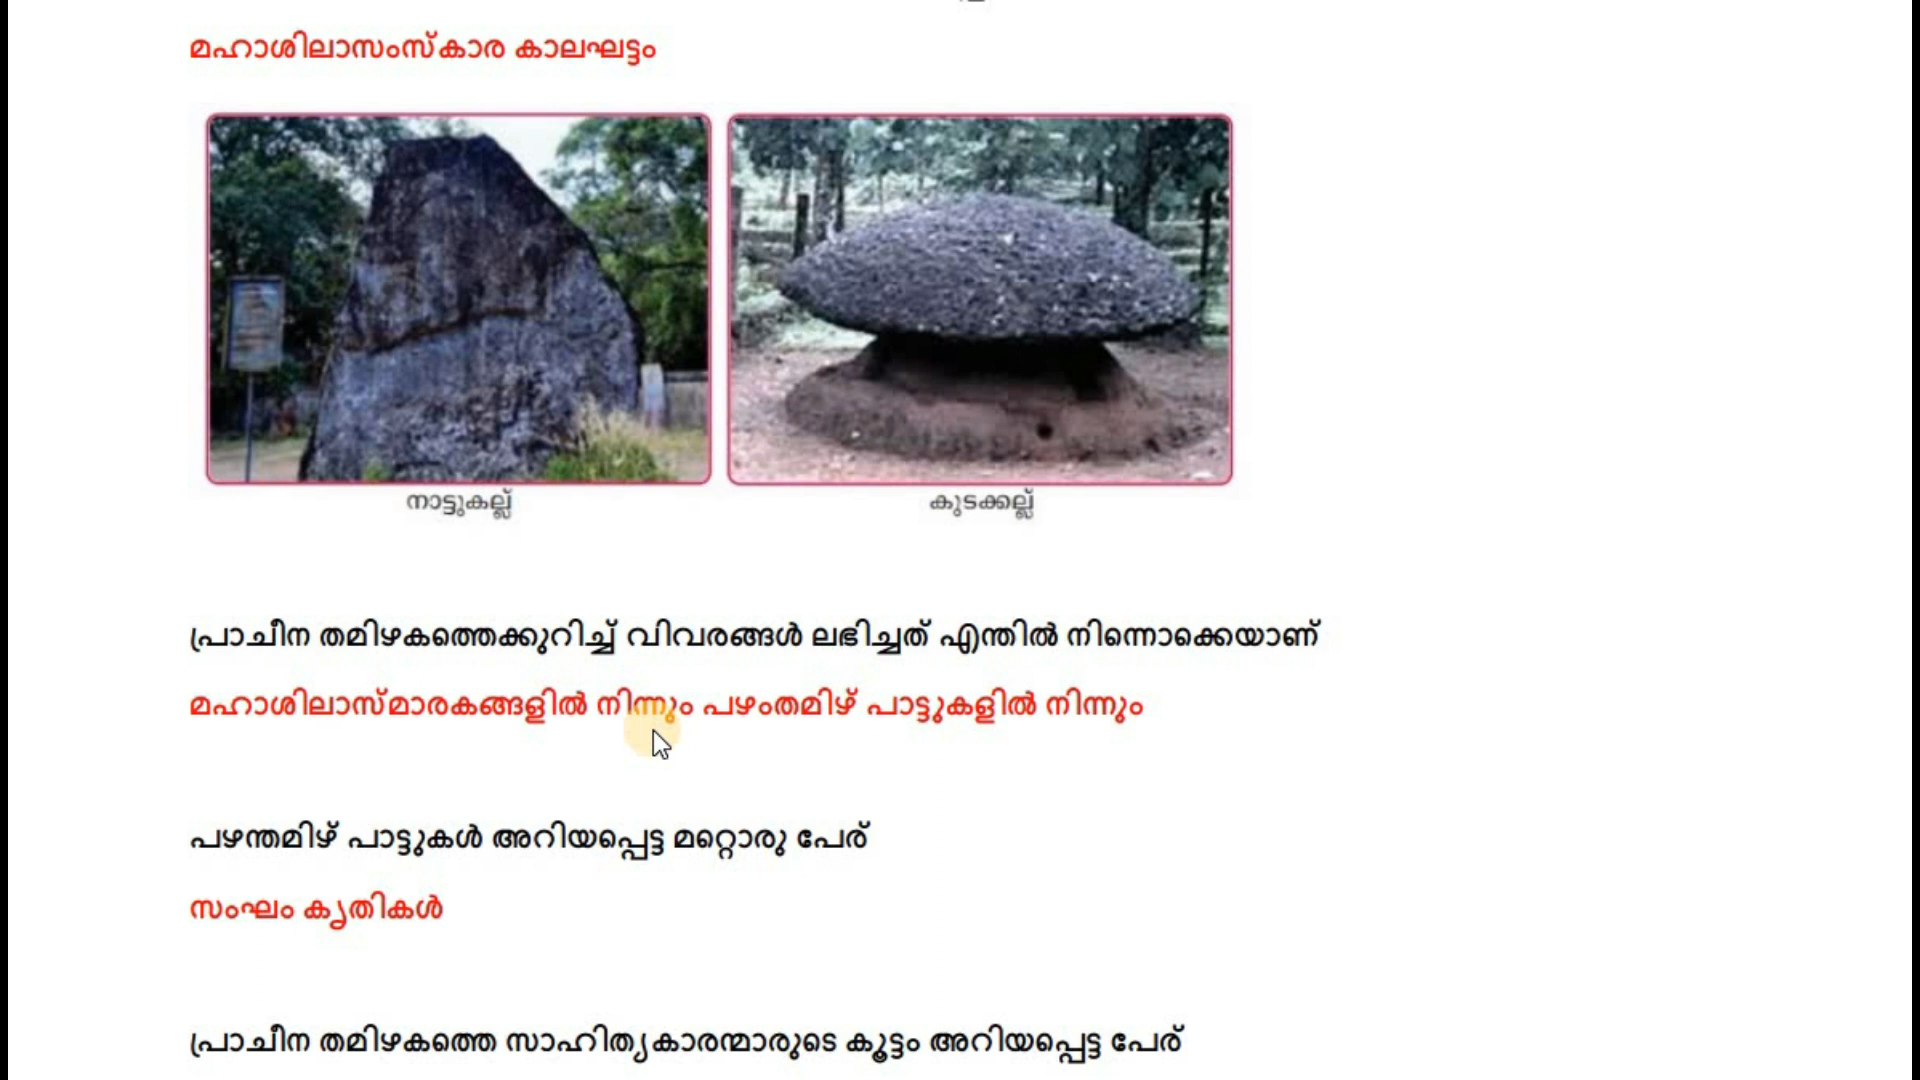 മഹാശിലാസംസ്കാര കാലഘട്ടം
നാട്ടുകല്ല്
കുടക്കല്ല്
പ്രാചീന തമിഴകത്തെക്കുറിച്ച് വിവരങ്ങൾ ലഭിച്ചത് എന്തിൽ നിന്നൊക്കെയാണ്
മഹാശിലാസ്മാരകങ്ങളിൽ നിന്നും പഴംതമിഴ് പാട്ടുകളിൽ നിന്നും
പഴന്തമിഴ് പാട്ടുകൾ അറിയപ്പെട്ട മറ്റൊരു പേര്
സംഘം കൃതികൾ
പ്രാചീന തമിഴകത്തെ സാഹിത്യകാരന്മാരുടെ കൂട്ടം അറിയപ്പെട്ട പേര്